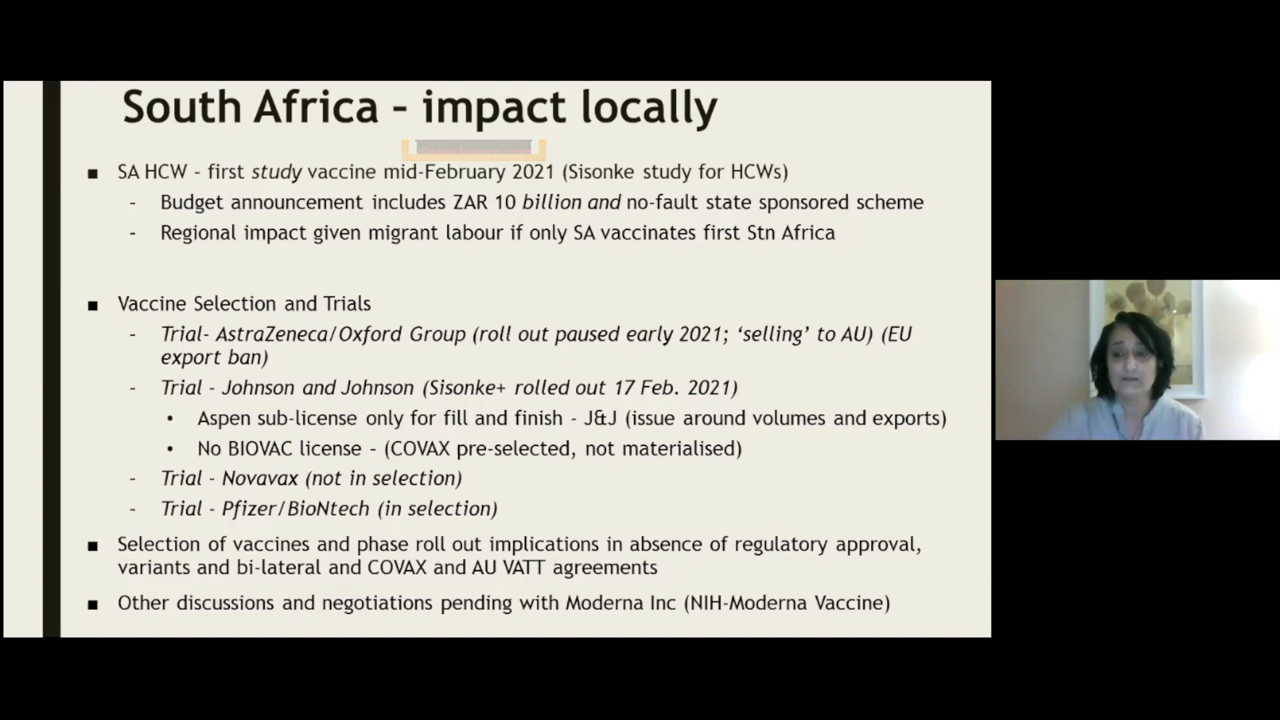 South Africa – impact locally
■ SA HCW – first study vaccine mid-February 2021 (Sisonke study for HCWs)
- Budget announcement includes ZAR 10 billion and no-fault state sponsored scheme
- Regional impact given migrant labour if only SA vaccinates first Stn Africa
■ Vaccine Selection and Trials
- Trial- AstraZeneca/Oxford Group (roll out paused early 2021; ‘selling’ to AU) (EU
export ban)
- Trial - Johnson and Johnson (Sisonke+ rolled out 17 Feb. 2021)
• Aspen sub-license only for fill and finish - J&J (issue around volumes and exports)
• No BIOVAC license – (COVAX pre-selected, not materialised)
- Trial - Novavax (not in selection)
- Trial - Pfizer/BioNtech (in selection)
■ Selection of vaccines and phase roll out implications in absence of regulatory approval,
variants and bi-lateral and COVAX and AU VATT agreements
■ Other discussions and negotiations pending with Moderna Inc (NIH-Moderna Vaccine)